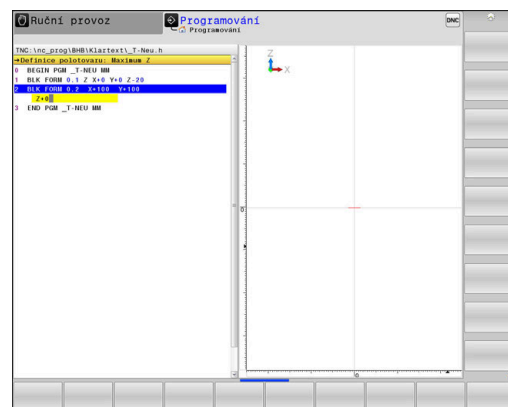 Ruční provoz
Programování
Programování
DNC
TNC:\nc_prog\BHB\Klartext\_T-Neu.h
→Definice polotovaru: Maximum Z
0 BEGIN PGM _T-NEU MM
1 BLK FORM 0.1 Z X+0 Y+0 Z-20
2 BLK FORM 0.2 X+100 Y+100
Z+0
3 END PGM _T-NEU MM
Z
X
0
0